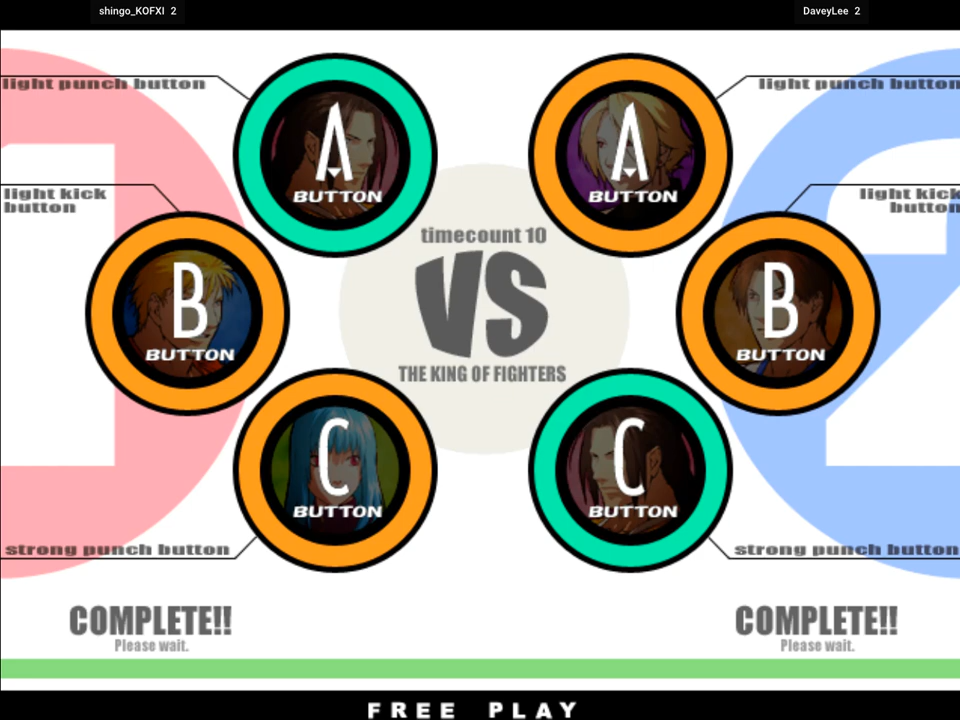 shingo_KOFXI 2
DaveyLee 2
light punch button
light punch button
A
BUTTON
A
BUTTON
light kick
button
light kick
button
timecount 10
VS
THE KING OF FIGHTERS
B
BUTTON
B
BUTTON
C
BUTTON
C
BUTTON
strong punch button
strong punch button
COMPLETE!!
Please wait.
COMPLETE!!
Please wait.
FREE PLAY
1
2